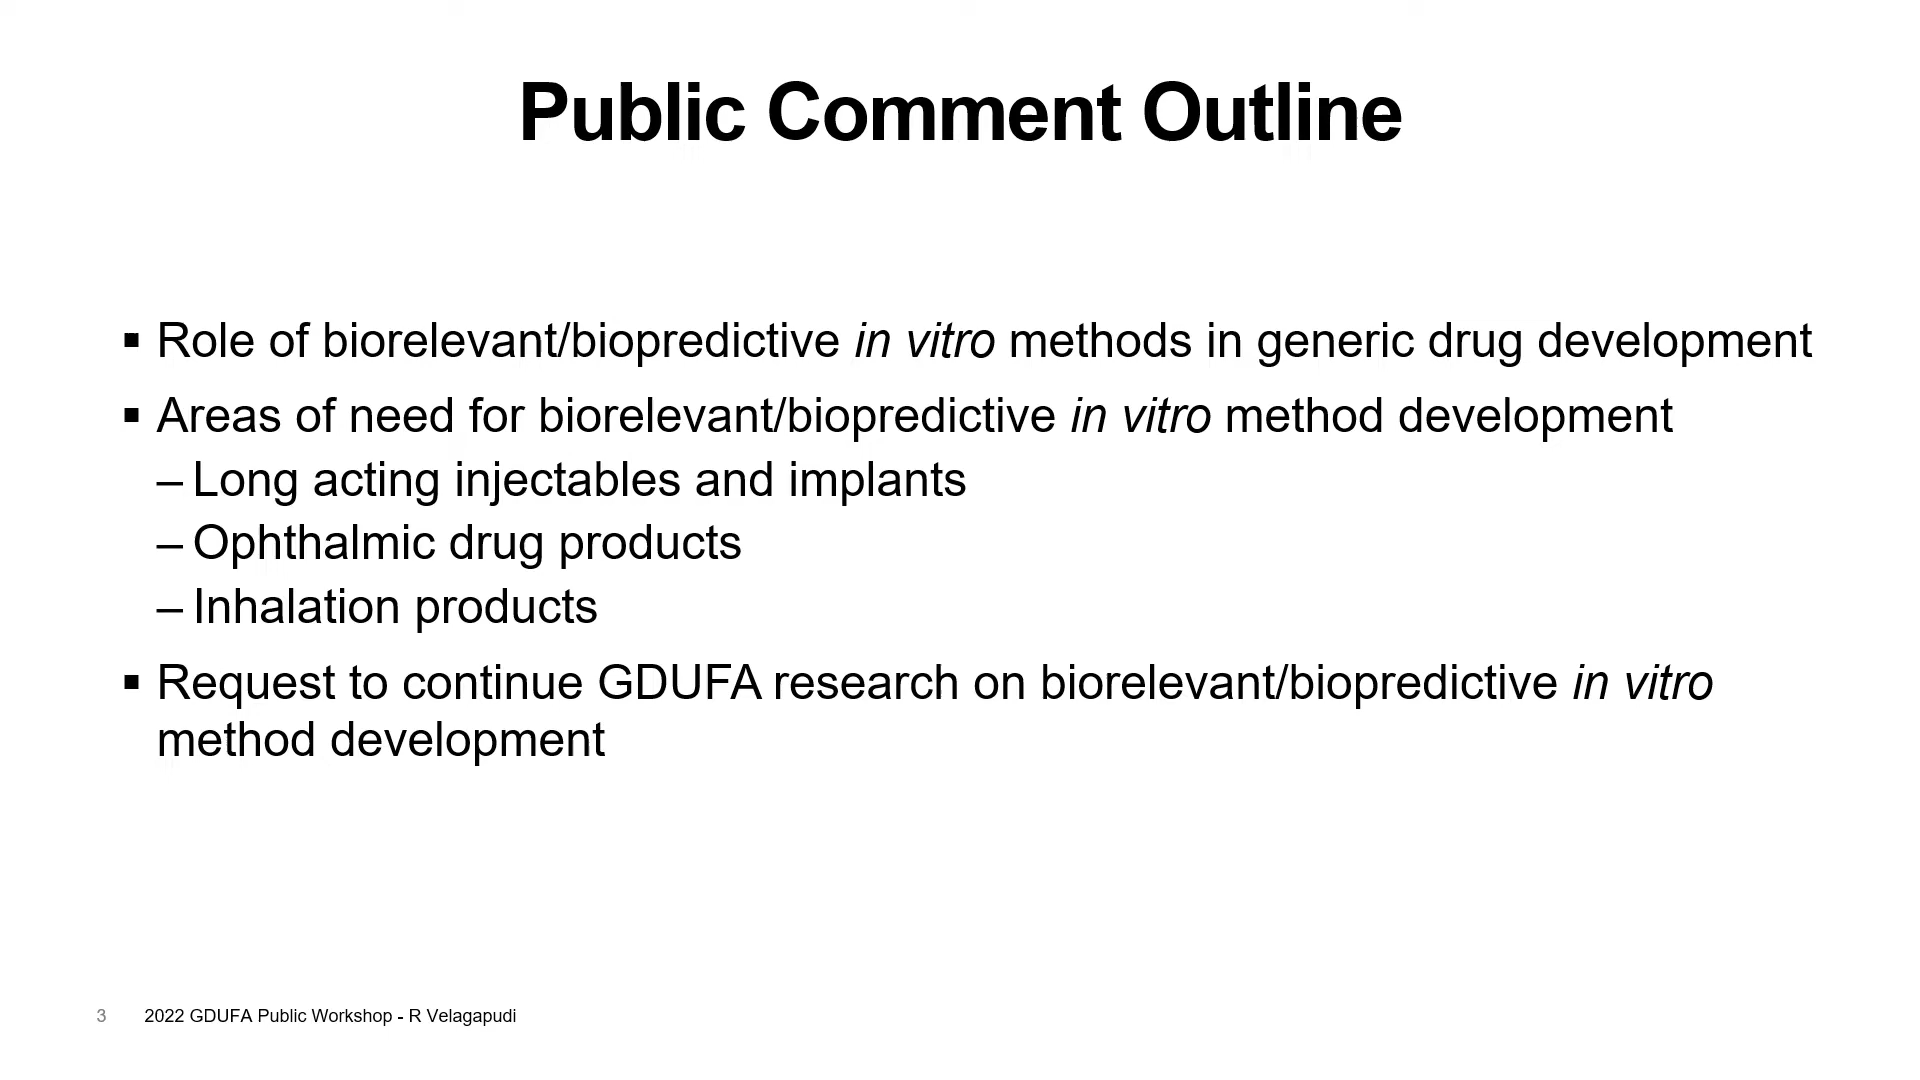 Public Comment Outline
▪ Role of biorelevant/biopredictive in vitro methods in generic drug development
▪ Areas of need for biorelevant/biopredictive in vitro method development
– Long acting injectables and implants
– Ophthalmic drug products
– Inhalation products
▪ Request to continue GDUFA research on biorelevant/biopredictive in vitro
method development
3 2022 GDUFA Public Workshop - R Velagapudi